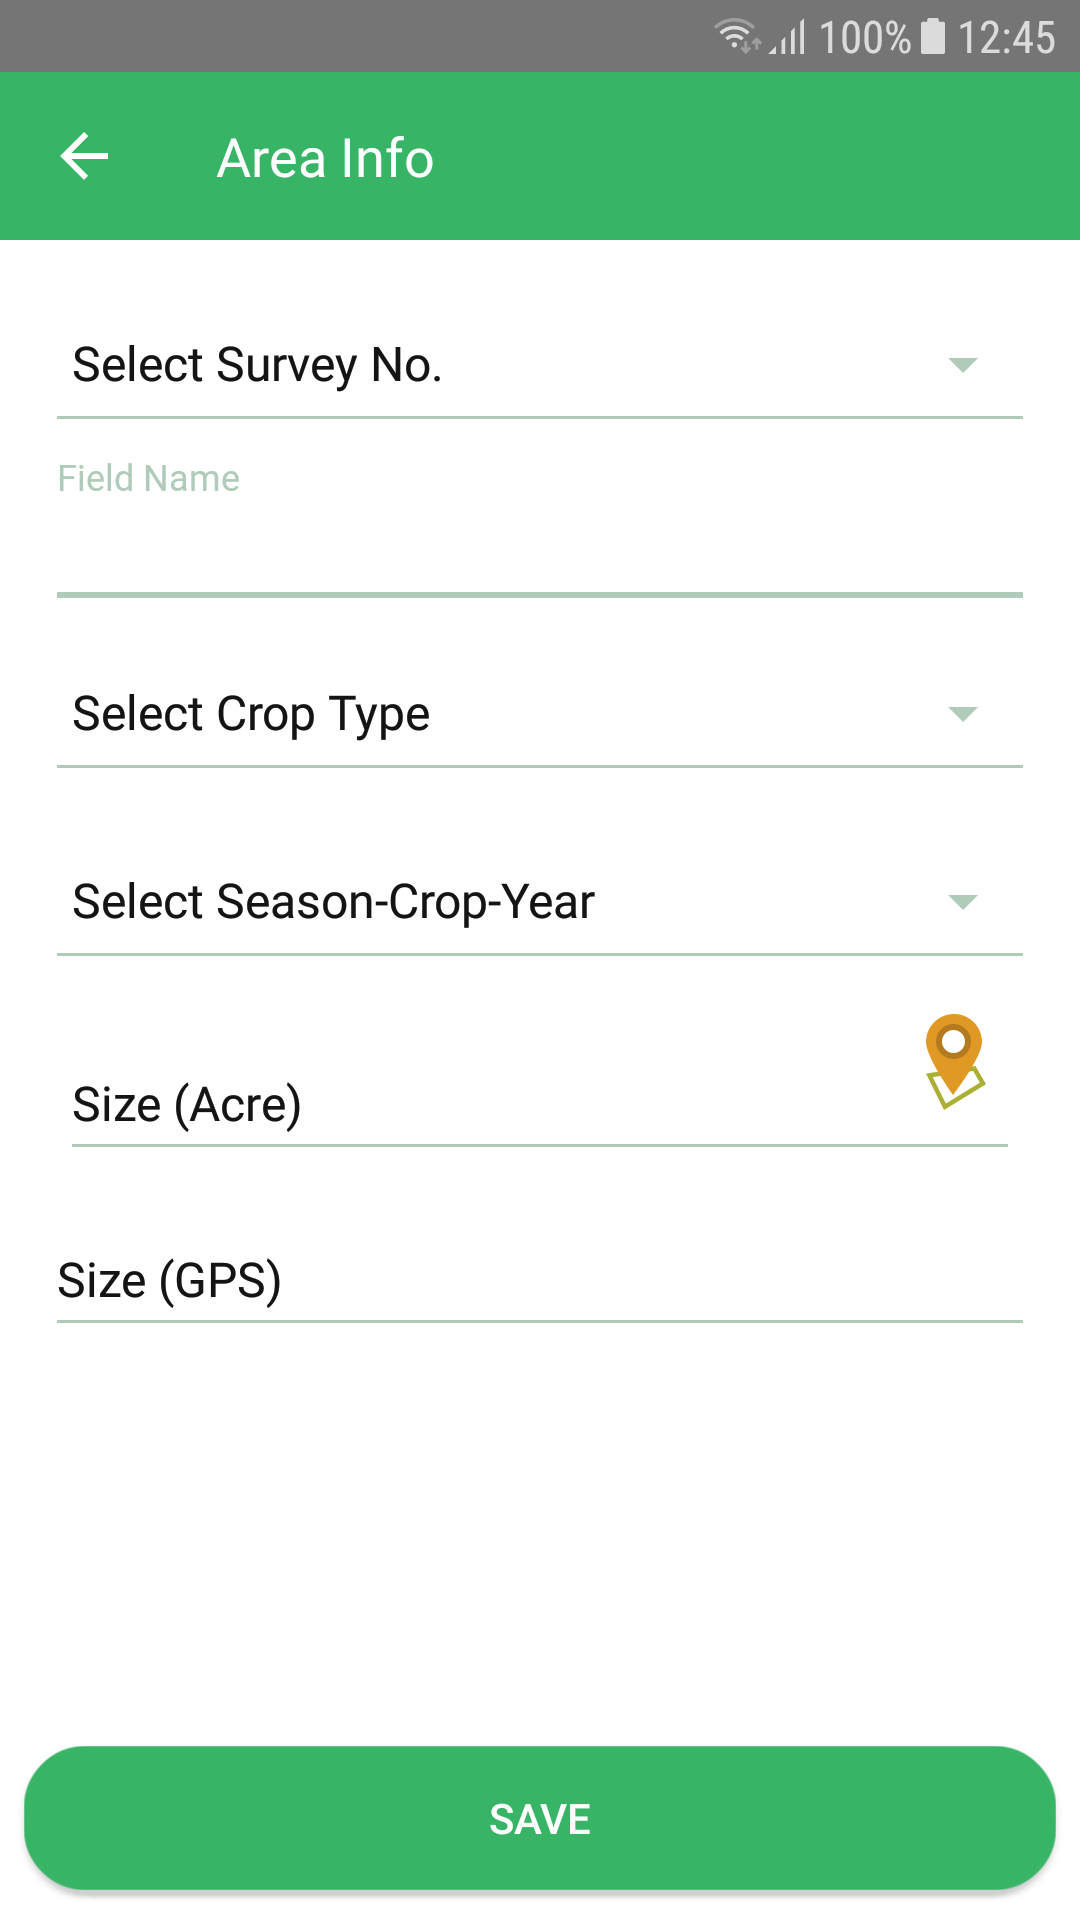 100% 12:45
Area Info
Select Survey No.
Field Name
Select Crop Type
Select Season-Crop-Year
Size (Acre)
Size (GPS)
SAVE